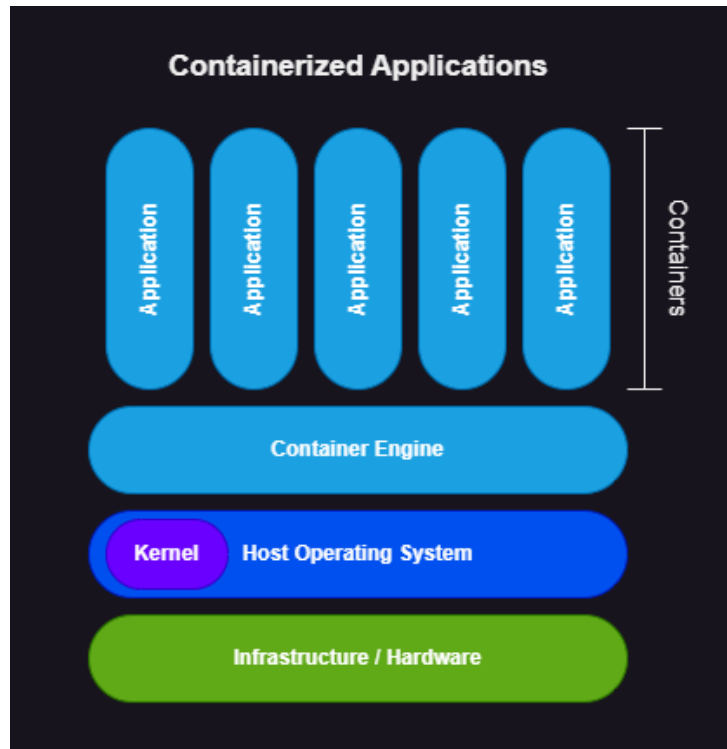 Containerized Applications
Application
Application
Application
Application
Application
Containers
Container Engine
Kernel
Host Operating System
Infrastructure / Hardware